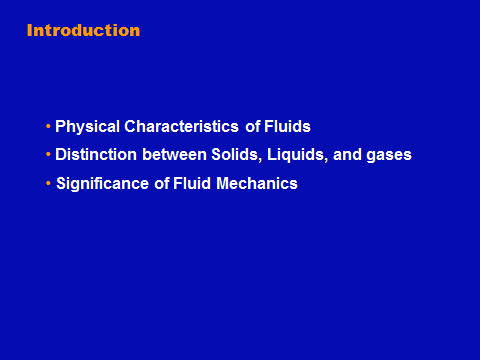 Introduction
• Physical Characteristics of Fluids
• Distinction between Solids, Liquids, and gases
• Significance of Fluid Mechanics